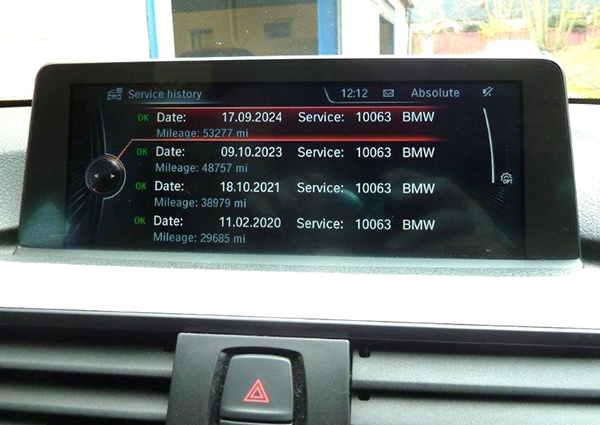 Service history 12:12 Absolute
OK Date: 17.09.2024 Service: 10063 BMW
Mileage: 53277 mi
OK Date: 09.10.2023 Service: 10063 BMW
Mileage: 48757 mi
OK Date: 18.10.2021 Service: 10063 BMW
Mileage: 38979 mi
OK Date: 11.02.2020 Service: 10063 BMW
Mileage: 29685 mi
OPT